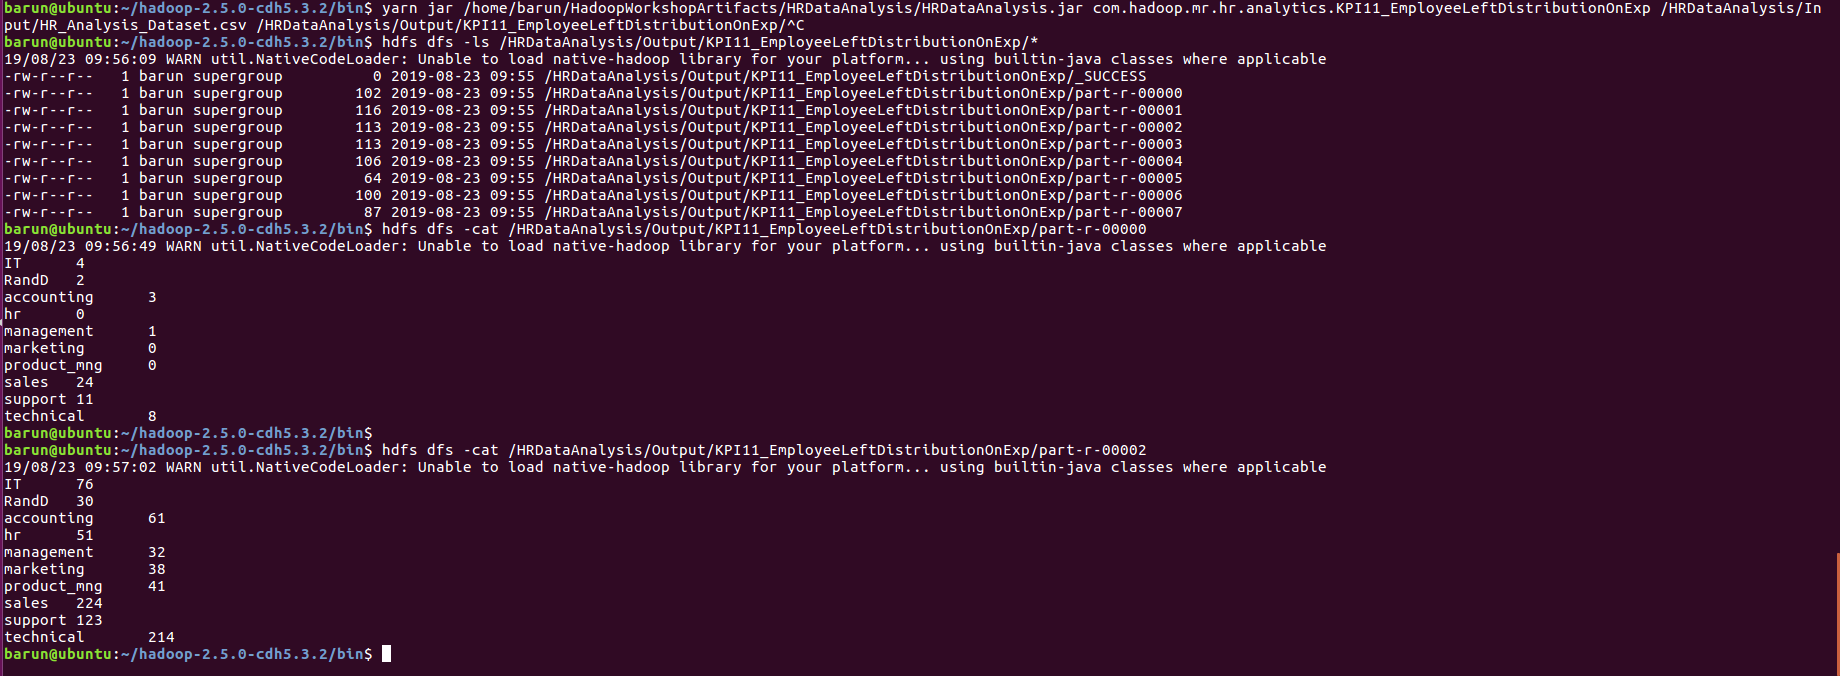 barun@ubuntu:~/hadoop-2.5.0-cdh5.3.2/bin$ yarn jar /home/barun/HadoopWorkshopArtifacts/HRDataAnalysis/HRDataAnalysis.jar com.hadoop.mr.hr.analytics.KPI11_EmployeeLeftDistributionOnExp /HRDataAnalysis/In
put/HR_Analysis_Dataset.csv /HRDataAnalysis/Output/KPI11_EmployeeLeftDistributionOnExp/^C
barun@ubuntu:~/hadoop-2.5.0-cdh5.3.2/bin$ hdfs dfs -ls /HRDataAnalysis/Output/KPI11_EmployeeLeftDistributionOnExp/*
19/08/23 09:56:09 WARN util.NativeCodeLoader: Unable to load native-hadoop library for your platform... using builtin-java classes where applicable
-rw-r--r--   1 barun supergroup          0 2019-08-23 09:55 /HRDataAnalysis/Output/KPI11_EmployeeLeftDistributionOnExp/_SUCCESS
-rw-r--r--   1 barun supergroup        102 2019-08-23 09:55 /HRDataAnalysis/Output/KPI11_EmployeeLeftDistributionOnExp/part-r-00000
-rw-r--r--   1 barun supergroup        116 2019-08-23 09:55 /HRDataAnalysis/Output/KPI11_EmployeeLeftDistributionOnExp/part-r-00001
-rw-r--r--   1 barun supergroup        113 2019-08-23 09:55 /HRDataAnalysis/Output/KPI11_EmployeeLeftDistributionOnExp/part-r-00002
-rw-r--r--   1 barun supergroup        113 2019-08-23 09:55 /HRDataAnalysis/Output/KPI11_EmployeeLeftDistributionOnExp/part-r-00003
-rw-r--r--   1 barun supergroup        106 2019-08-23 09:55 /HRDataAnalysis/Output/KPI11_EmployeeLeftDistributionOnExp/part-r-00004
-rw-r--r--   1 barun supergroup         64 2019-08-23 09:55 /HRDataAnalysis/Output/KPI11_EmployeeLeftDistributionOnExp/part-r-00005
-rw-r--r--   1 barun supergroup        100 2019-08-23 09:55 /HRDataAnalysis/Output/KPI11_EmployeeLeftDistributionOnExp/part-r-00006
-rw-r--r--   1 barun supergroup         87 2019-08-23 09:55 /HRDataAnalysis/Output/KPI11_EmployeeLeftDistributionOnExp/part-r-00007
barun@ubuntu:~/hadoop-2.5.0-cdh5.3.2/bin$ hdfs dfs -cat /HRDataAnalysis/Output/KPI11_EmployeeLeftDistributionOnExp/part-r-00000
19/08/23 09:56:49 WARN util.NativeCodeLoader: Unable to load native-hadoop library for your platform... using builtin-java classes where applicable
IT      4
RandD   2
accounting      3
hr      0
management      1
marketing       0
product_mng     0
sales   24
support 11
technical       8
barun@ubuntu:~/hadoop-2.5.0-cdh5.3.2/bin$
barun@ubuntu:~/hadoop-2.5.0-cdh5.3.2/bin$ hdfs dfs -cat /HRDataAnalysis/Output/KPI11_EmployeeLeftDistributionOnExp/part-r-00002
19/08/23 09:57:02 WARN util.NativeCodeLoader: Unable to load native-hadoop library for your platform... using builtin-java classes where applicable
IT      76
RandD   30
accounting      61
hr      51
management      32
marketing       38
product_mng     41
sales   224
support 123
technical       214
barun@ubuntu:~/hadoop-2.5.0-cdh5.3.2/bin$